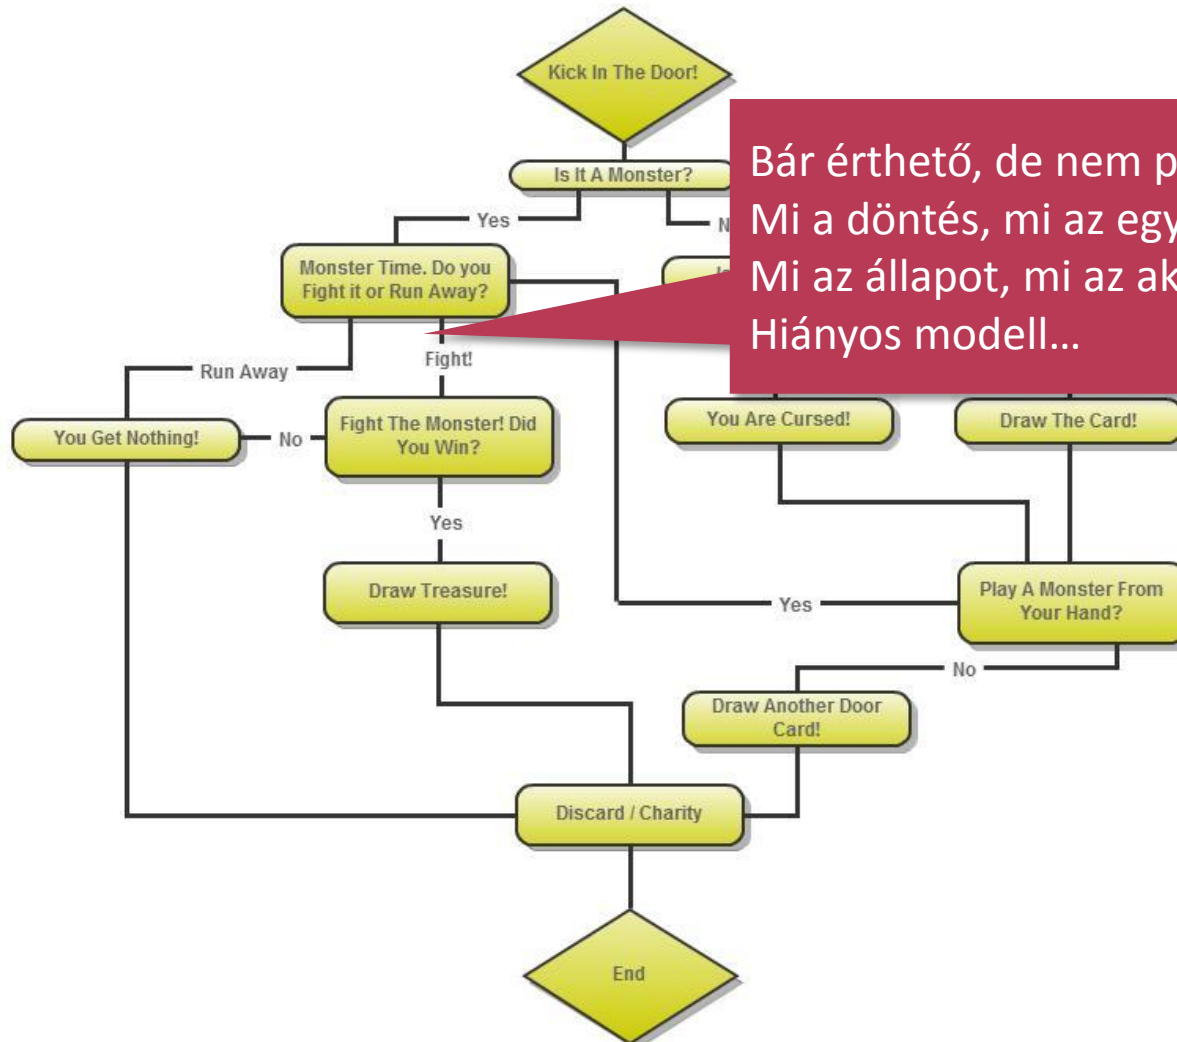 Kick In The Door!
Is It A Monster?
Bár érthető, de nem
Mi a döntés, mi az
Mi az állapot, mi az
Hiányos modell...
Yes
Monster Time. Do you
Fight it or Run Away?
Run Away
Fight!
You Get Nothing!
No
Fight The Monster! Did
You Win?
You Are Cursed!
Draw The Card!
Yes
Draw Treasure!
Yes
Play A Monster From
Your Hand?
No
Draw Another Door
Card!
Discard / Charity
End